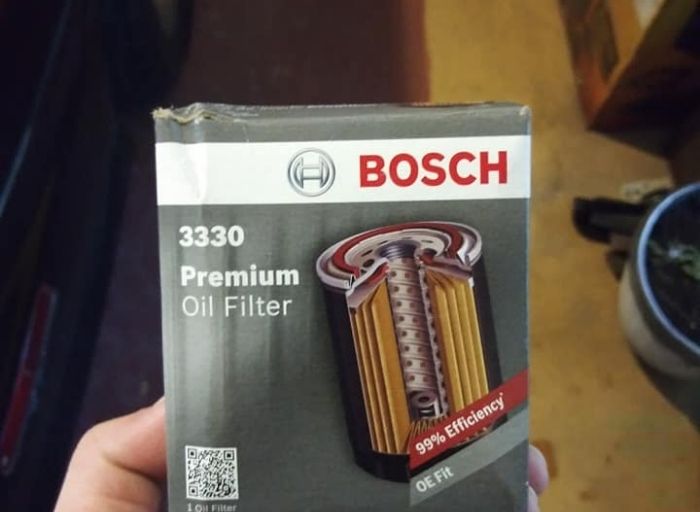 BOSCH
3330
Premium
Oil Filter
99% Efficiency*
OE Fit
1 Oil Filter